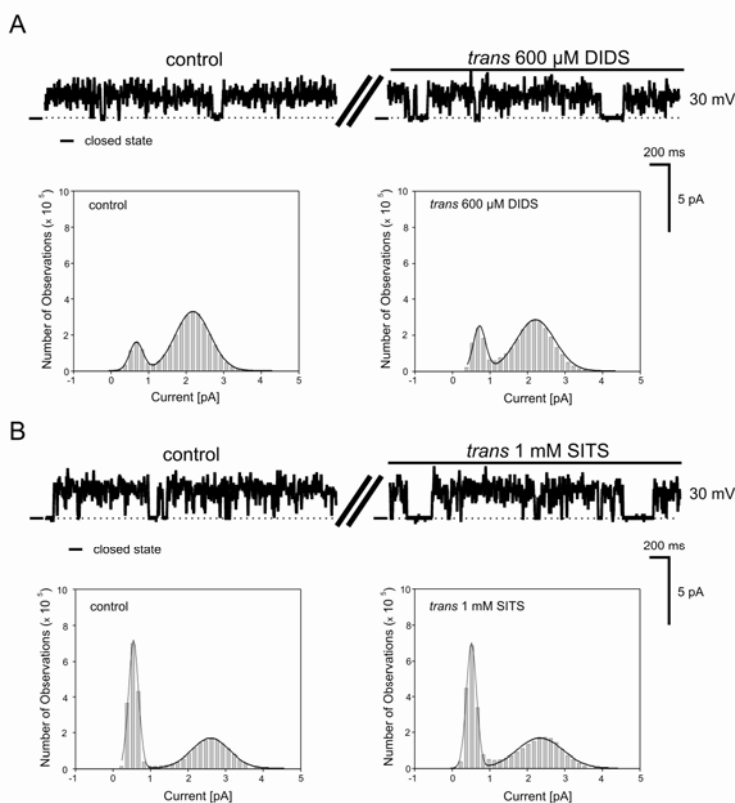 A
control
trans 600 µM DIDS
30 mV
closed state
200 ms
5 pA
control
Number of Observations (x 10 5)
10
8
6
4
2
0
-1 0 1 2 3 4 5
Current [pA]
trans 600 µM DIDS
Number of Observations (x 10 5)
10
8
6
4
2
0
-1 0 1 2 3 4 5
Current [pA]
B
control
trans 1 mM SITS
30 mV
closed state
200 ms
5 pA
control
Number of Observations (x 10 5)
10
8
6
4
2
0
-1 0 1 2 3 4 5
Current [pA]
trans 1 mM SITS
Number of Observations (x 10 5)
10
8
6
4
2
0
-1 0 1 2 3 4 5
Current [pA]